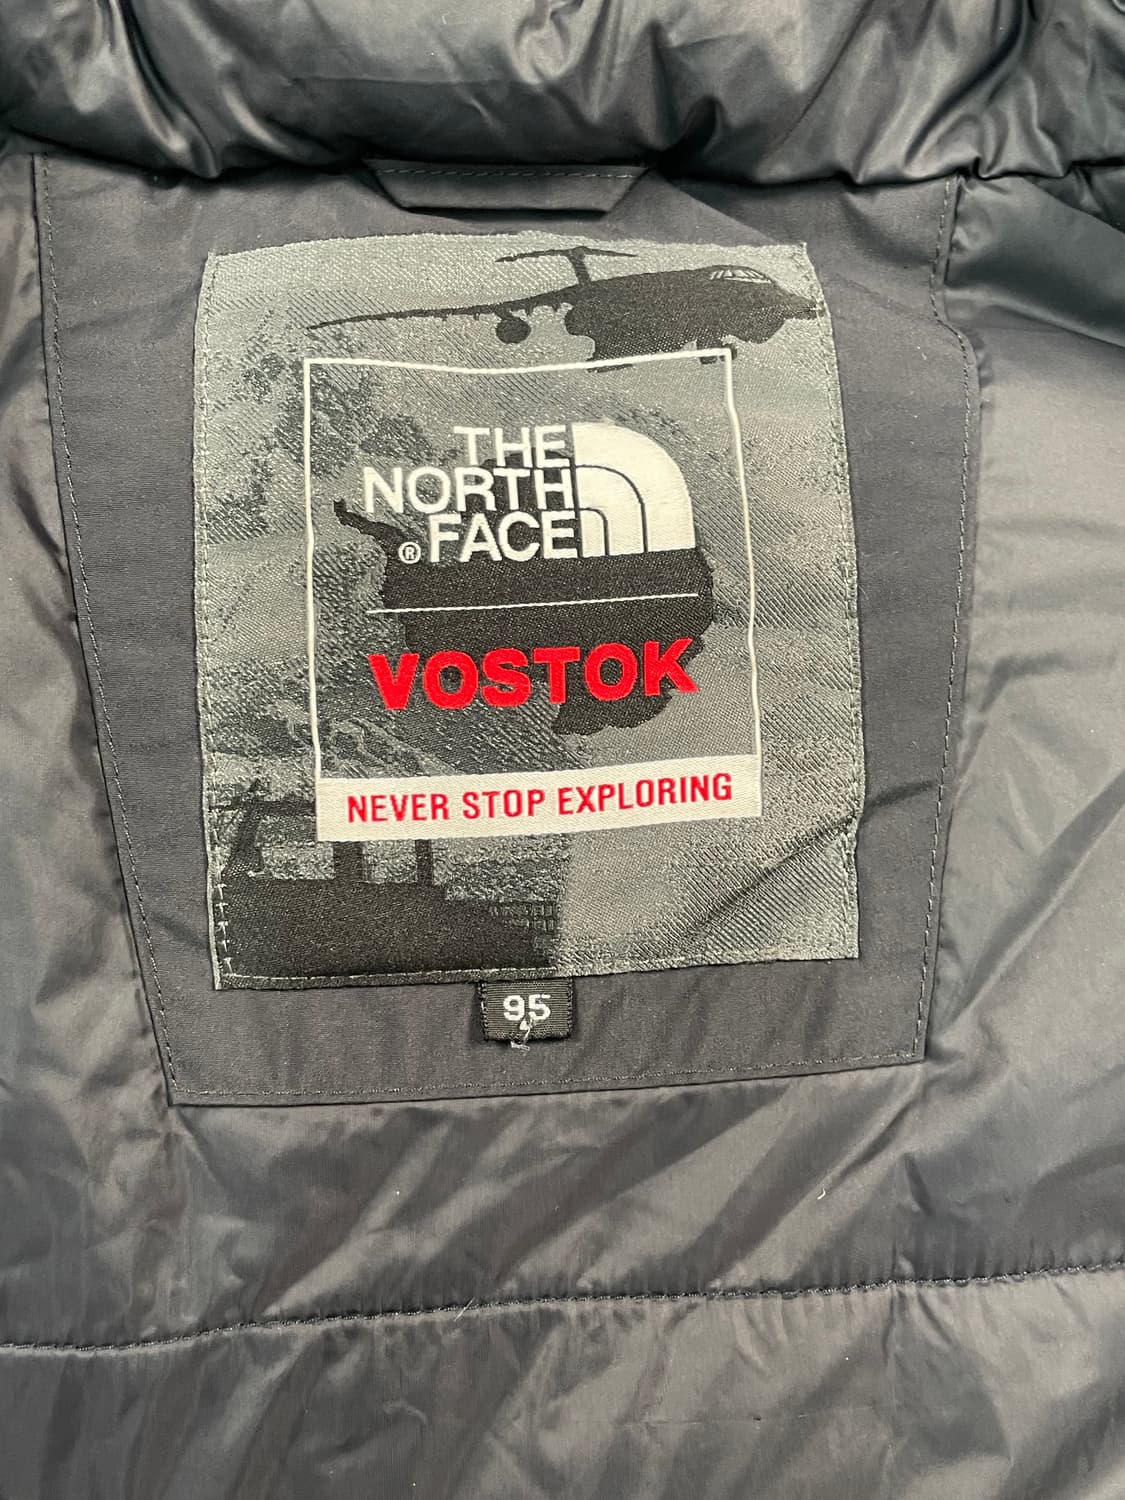 THE
NORTH
® FACE
VOSTOK
NEVER STOP EXPLORING
95